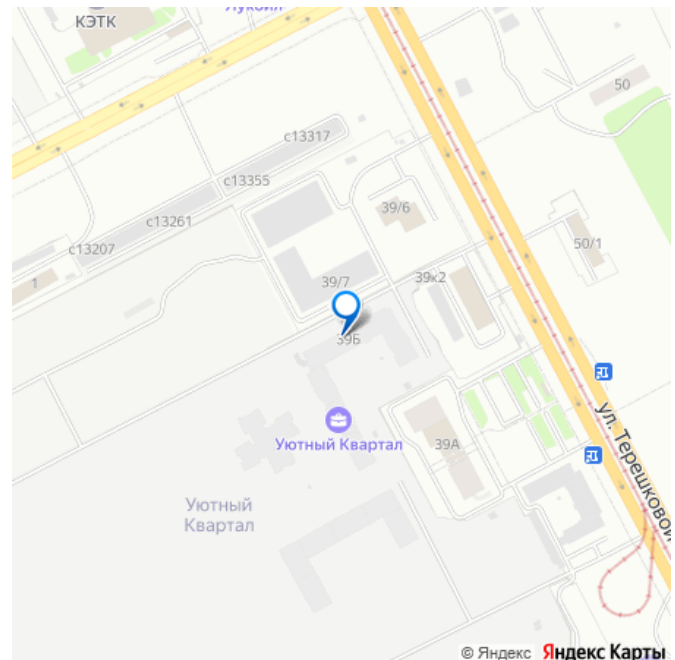 Лукойл
КЭТК
50
с13317
с13355
39/6
с13261
50/1
с13207
39/7
39к2
1
39Б
ул. Терешковой
Уютный Квартал
39А
Уютный
Квартал
© Яндекс Яндекс Карты